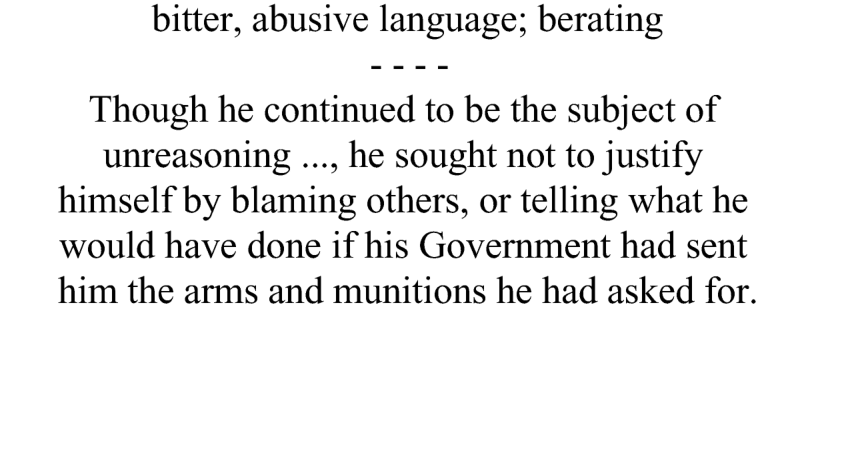 bitter, abusive language; berating
- - - -
Though he continued to be the subject of
unreasoning ..., he sought not to justify
himself by blaming others, or telling what he
would have done if his Government had sent
him the arms and munitions he had asked for.